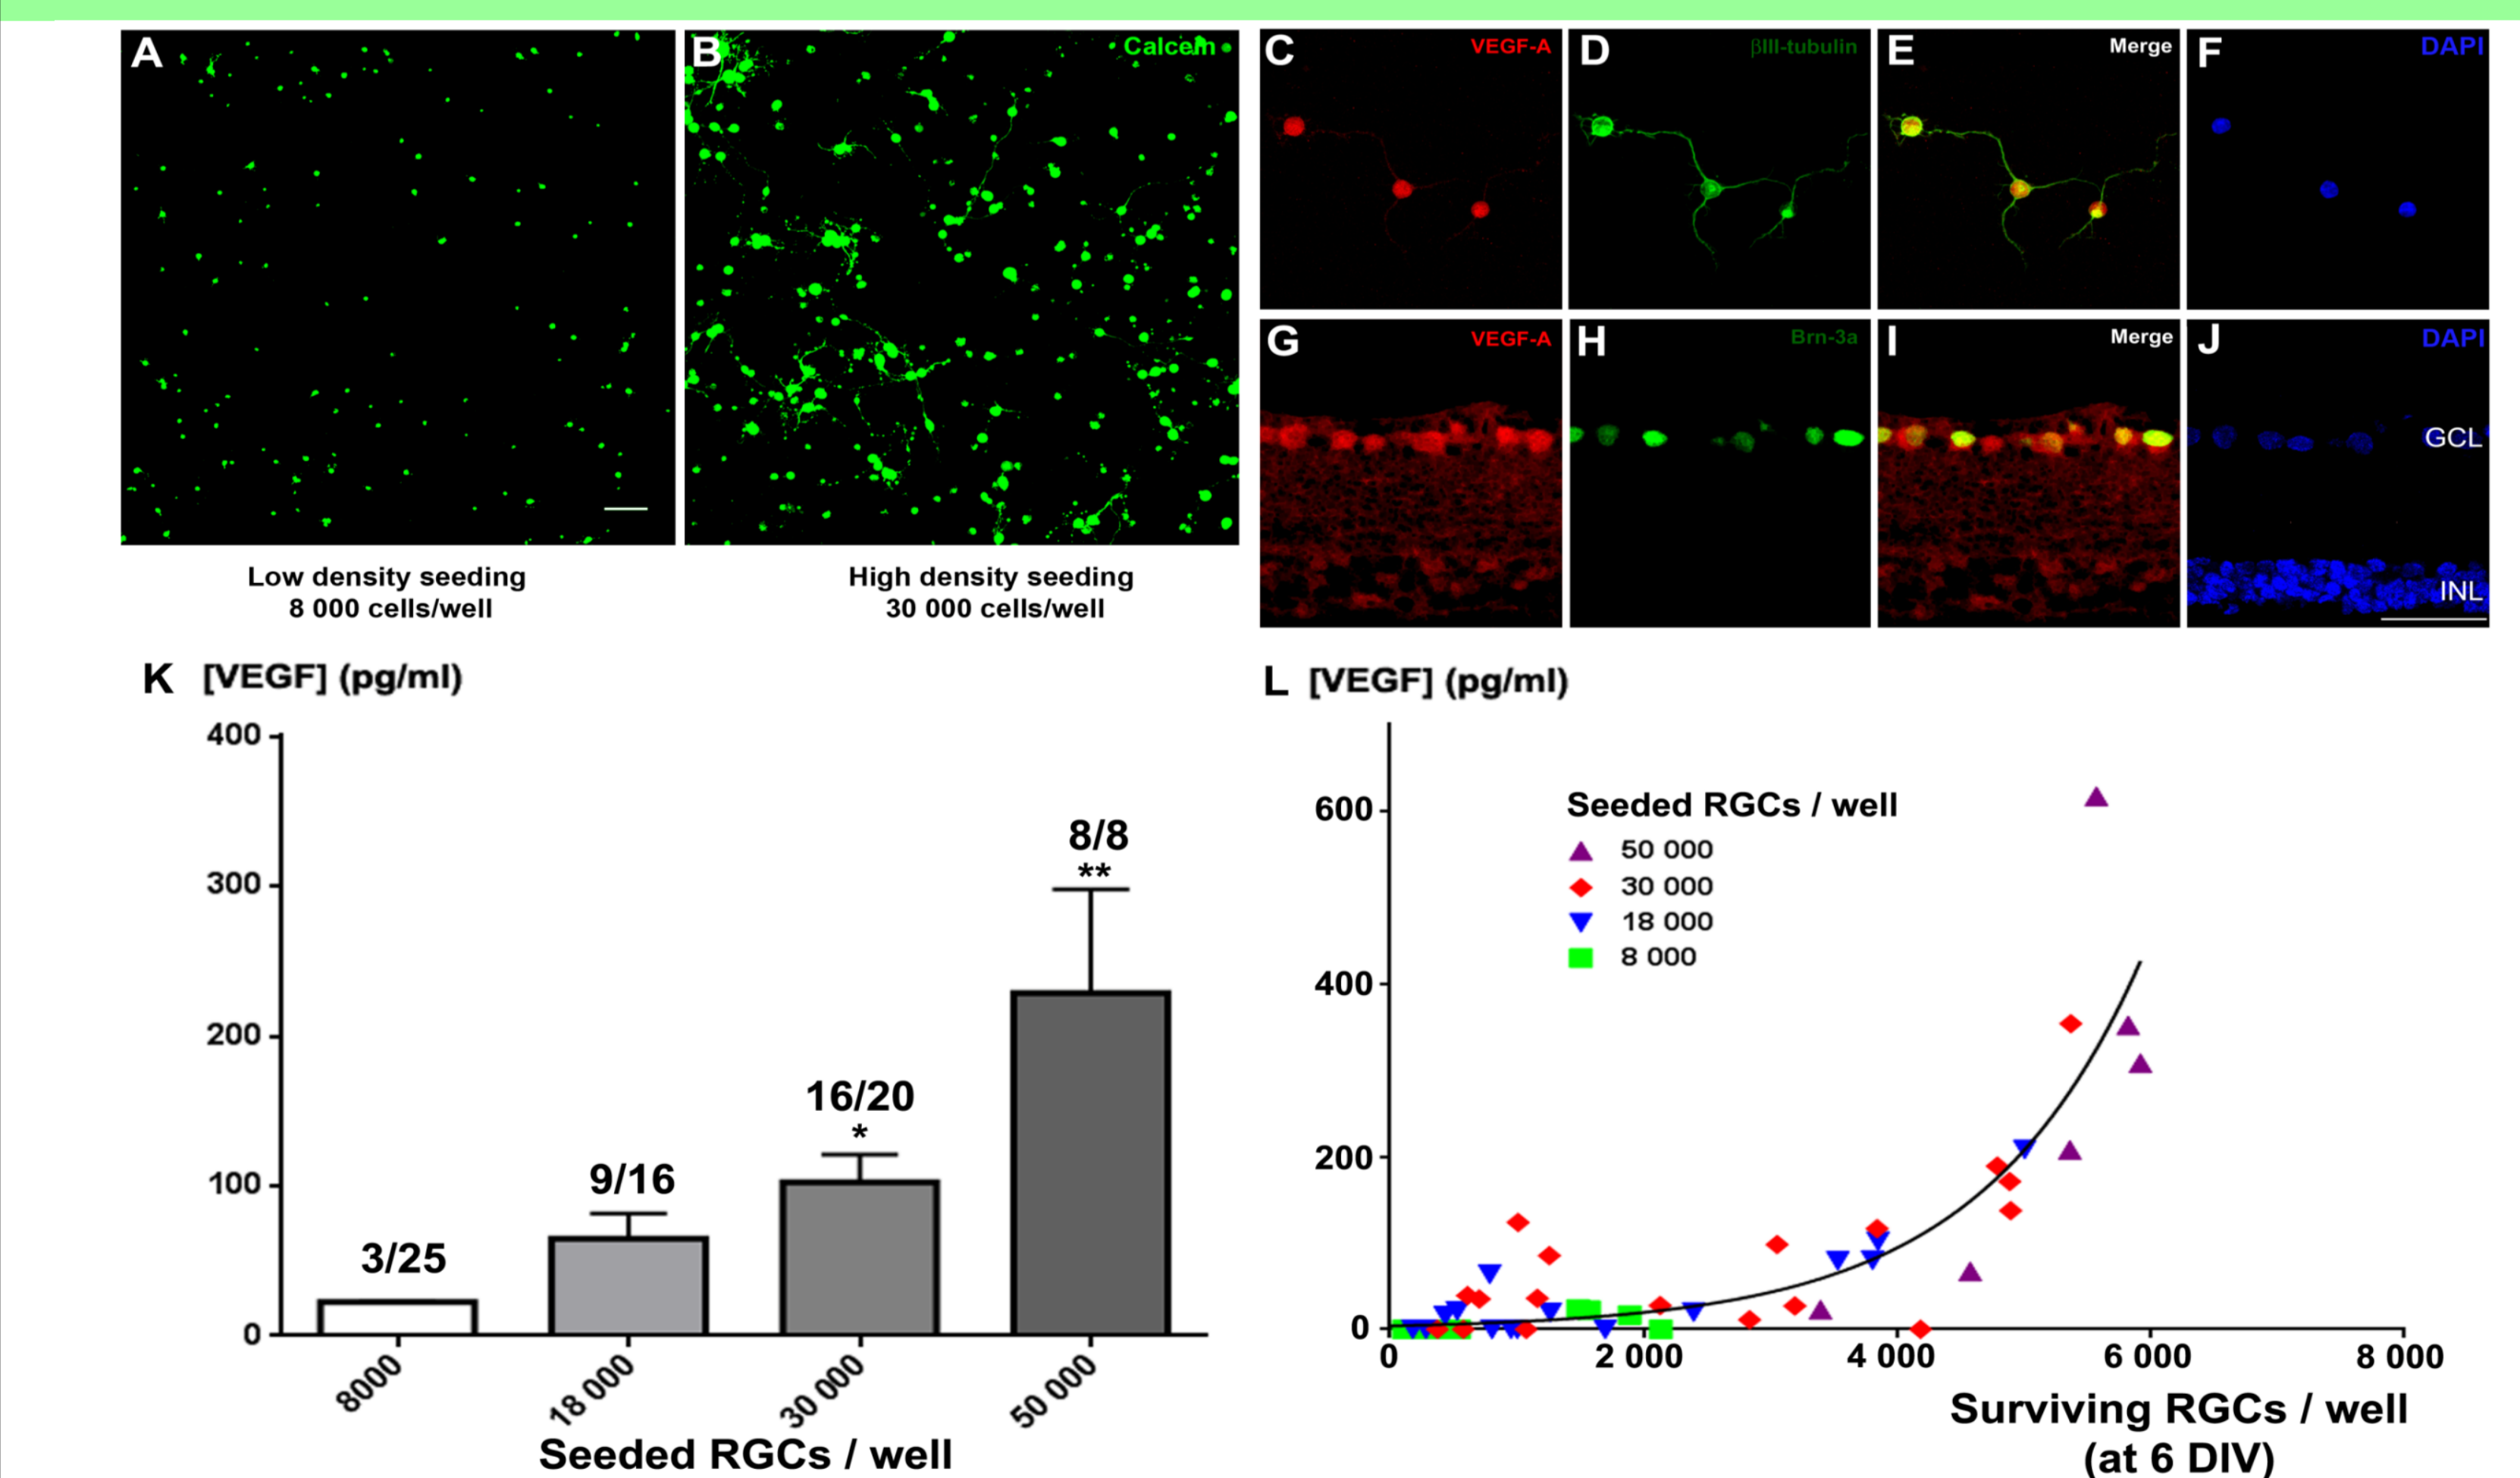 A
B
Calcein
C
VEGF-A
D
βIII-tubulin
E
Merge
F
DAPI
G
VEGF-A
H
Brn-3a
I
Merge
J
DAPI
GCL
INL
Low density seeding
8 000 cells/well
High density seeding
30 000 cells/well
K [VEGF] (pg/ml)
400
300
200
100
0
3/25
9/16
16/20
*
8/8
**
8000
18 000
30 000
50 000
Seeded RGCs / well
L [VEGF] (pg/ml)
600
400
200
0
Seeded RGCs / well
50 000
30 000
18 000
8 000
0
2 000
4 000
6 000
8 000
Surviving RGCs / well
(at 6 DIV)